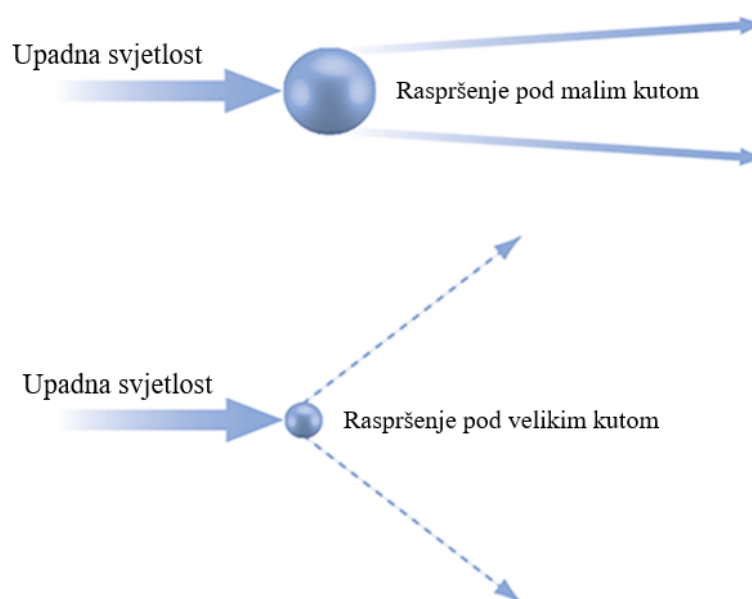 Upadna svjetlost
Raspršenje pod malim kutom
Upadna svjetlost
Raspršenje pod velikim kutom